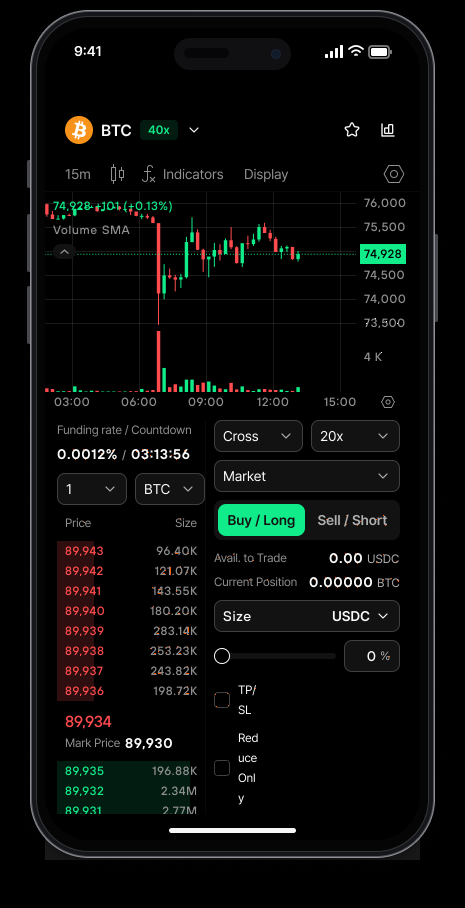 9:41
BTC 40x
15m Indicators Display
74,928 +101 (+0.13%)
Volume SMA
76,000
75,500
74,928
74,500
74,000
73,500
4 K
03:00 06:00 09:00 12:00 15:00
Funding rate / Countdown
0.0012% / 03:13:56
1 BTC
Price Size
89,943 96.40K
89,942 121.07K
89,941 143.55K
89,940 180.20K
89,939 283.14K
89,938 253.23K
89,937 243.82K
89,936 198.72K
89,934
Mark Price 89,930
89,935 196.88K
89,932 2.34M
89,931 2.77M
Cross 20x
Market
Buy / Long Sell / Short
Avail. to Trade 0.00 USDC
Current Position 0.00000 BTC
Size USDC
0 %
TP/
SL
Red
uce
Onl
y